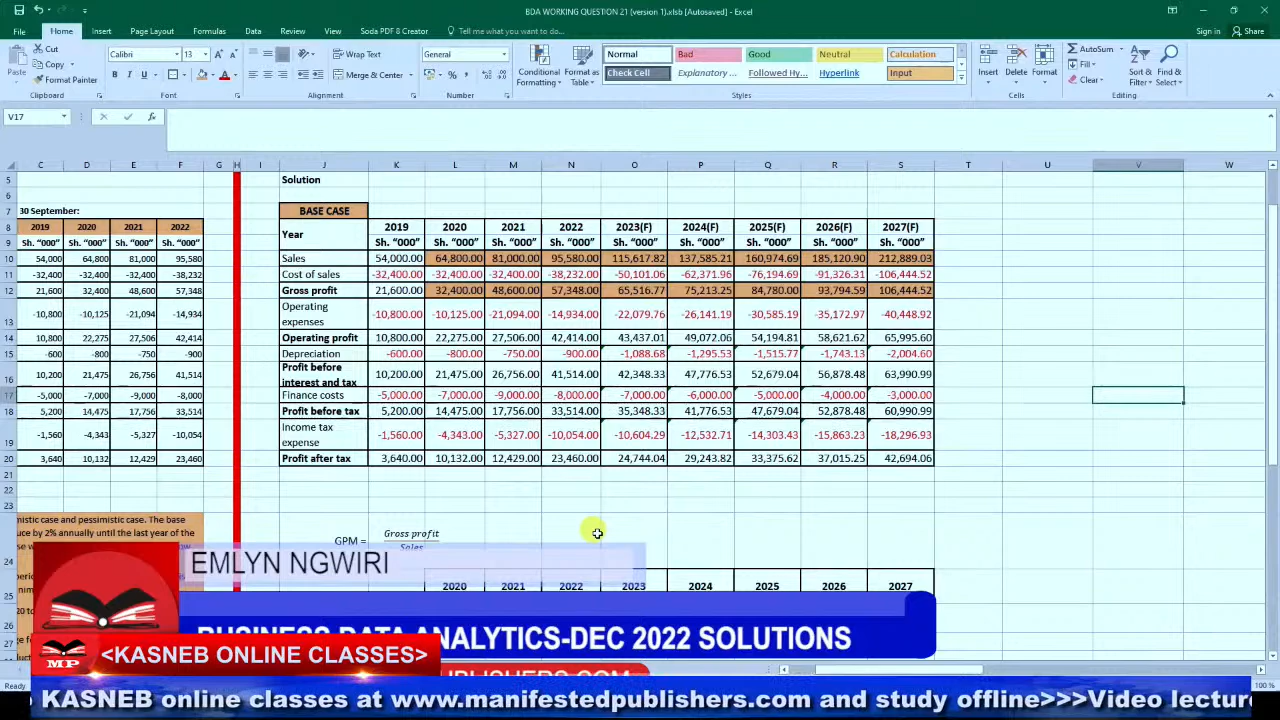 BDA WORKING QUESTION 21 (version 1).xlsb [Autosaved] - Excel
File Home Insert Page Layout Formulas Data Review View Soda PDF 8 Creator Tell me what you want to do... Sign in Share
Cut Calibri 13 Wrap Text General Normal Bad Good Neutral Calculation AutoSum
Copy Fill
Paste Format Painter Merge & Center Conditional Formatting Format as Table Check Cell Explanatory ... Followed Hy... Hyperlink Input Insert Delete Format Clear Sort & Filter Find & Select
Clipboard Font Alignment Number Styles Cells Editing
V17
C D E F G H I J K L M N O P Q R S T U V W
5 Solution
6
7 30 September: BASE CASE
8 2019 2020 2021 2022 Year 2019 2020 2021 2022 2023(F) 2024(F) 2025(F) 2026(F) 2027(F)
Sh. "000" Sh. "000" Sh. "000" Sh. "000" Sh. "000" Sh. "000" Sh. "000" Sh. "000" Sh. "000" Sh. "000" Sh. "000" Sh. "000" Sh. "000"
10 54,000 64,800 81,000 95,580 Sales 54,000.00 64,800.00 81,000.00 95,580.00 115,617.82 137,585.21 160,974.69 185,120.90 212,889.03
11 -32,400 -32,400 -32,400 -38,232 Cost of sales -32,400.00 -32,400.00 -32,400.00 -38,232.00 -50,101.06 -62,371.96 -76,194.69 -91,326.31 -106,444.52
12 21,600 32,400 48,600 57,348 Gross profit 21,600.00 32,400.00 48,600.00 57,348.00 65,516.77 75,213.25 84,780.00 93,794.59 106,444.52
13 -10,800 -10,125 -21,094 -14,934 Operating expenses -10,800.00 -10,125.00 -21,094.00 -14,934.00 -22,079.76 -26,141.19 -30,585.19 -35,172.97 -40,448.92
14 10,800 22,275 27,506 42,414 Operating profit 10,800.00 22,275.00 27,506.00 42,414.00 43,437.01 49,072.06 54,194.81 58,621.62 65,995.60
15 -600 -800 -750 -900 Depreciation -600.00 -800.00 -750.00 -900.00 -1,088.68 -1,295.53 -1,515.77 -1,743.13 -2,004.60
16 10,200 21,475 26,756 41,514 Profit before interest and tax 10,200.00 21,475.00 26,756.00 41,514.00 42,348.33 47,776.53 52,679.04 56,878.48 63,990.99
17 -5,000 -7,000 -9,000 -8,000 Finance costs -5,000.00 -7,000.00 -9,000.00 -8,000.00 -7,000.00 -6,000.00 -5,000.00 -4,000.00 -3,000.00
18 5,200 14,475 17,756 33,514 Profit before tax 5,200.00 14,475.00 17,756.00 33,514.00 35,348.33 41,776.53 47,679.04 52,878.48 60,990.99
19 -1,560 -4,343 -5,327 -10,054 Income tax expense -1,560.00 -4,343.00 -5,327.00 -10,054.00 -10,604.29 -12,532.71 -14,303.43 -15,863.23 -18,296.93
20 3,640 10,132 12,429 23,460 Profit after tax 3,640.00 10,132.00 12,429.00 23,460.00 24,744.04 29,243.82 33,375.62 37,015.25 42,694.06
21
22
23
mistic case and pessimistic case. The base
duce by 2% annually until the last year of the
24 GPM = Gross profit
Sales
25 2020 2021 2022 2023 2024 2025 2026 2027
27
EMLYN NGWIRI
BUSINESS DATA ANALYTICS-DEC 2022 SOLUTIONS
MP <KASNEB ONLINE CLASSES>
Ready 100 %
KASNEB online classes at www.manifestedpublishers.com and study offline>>>Video lectur